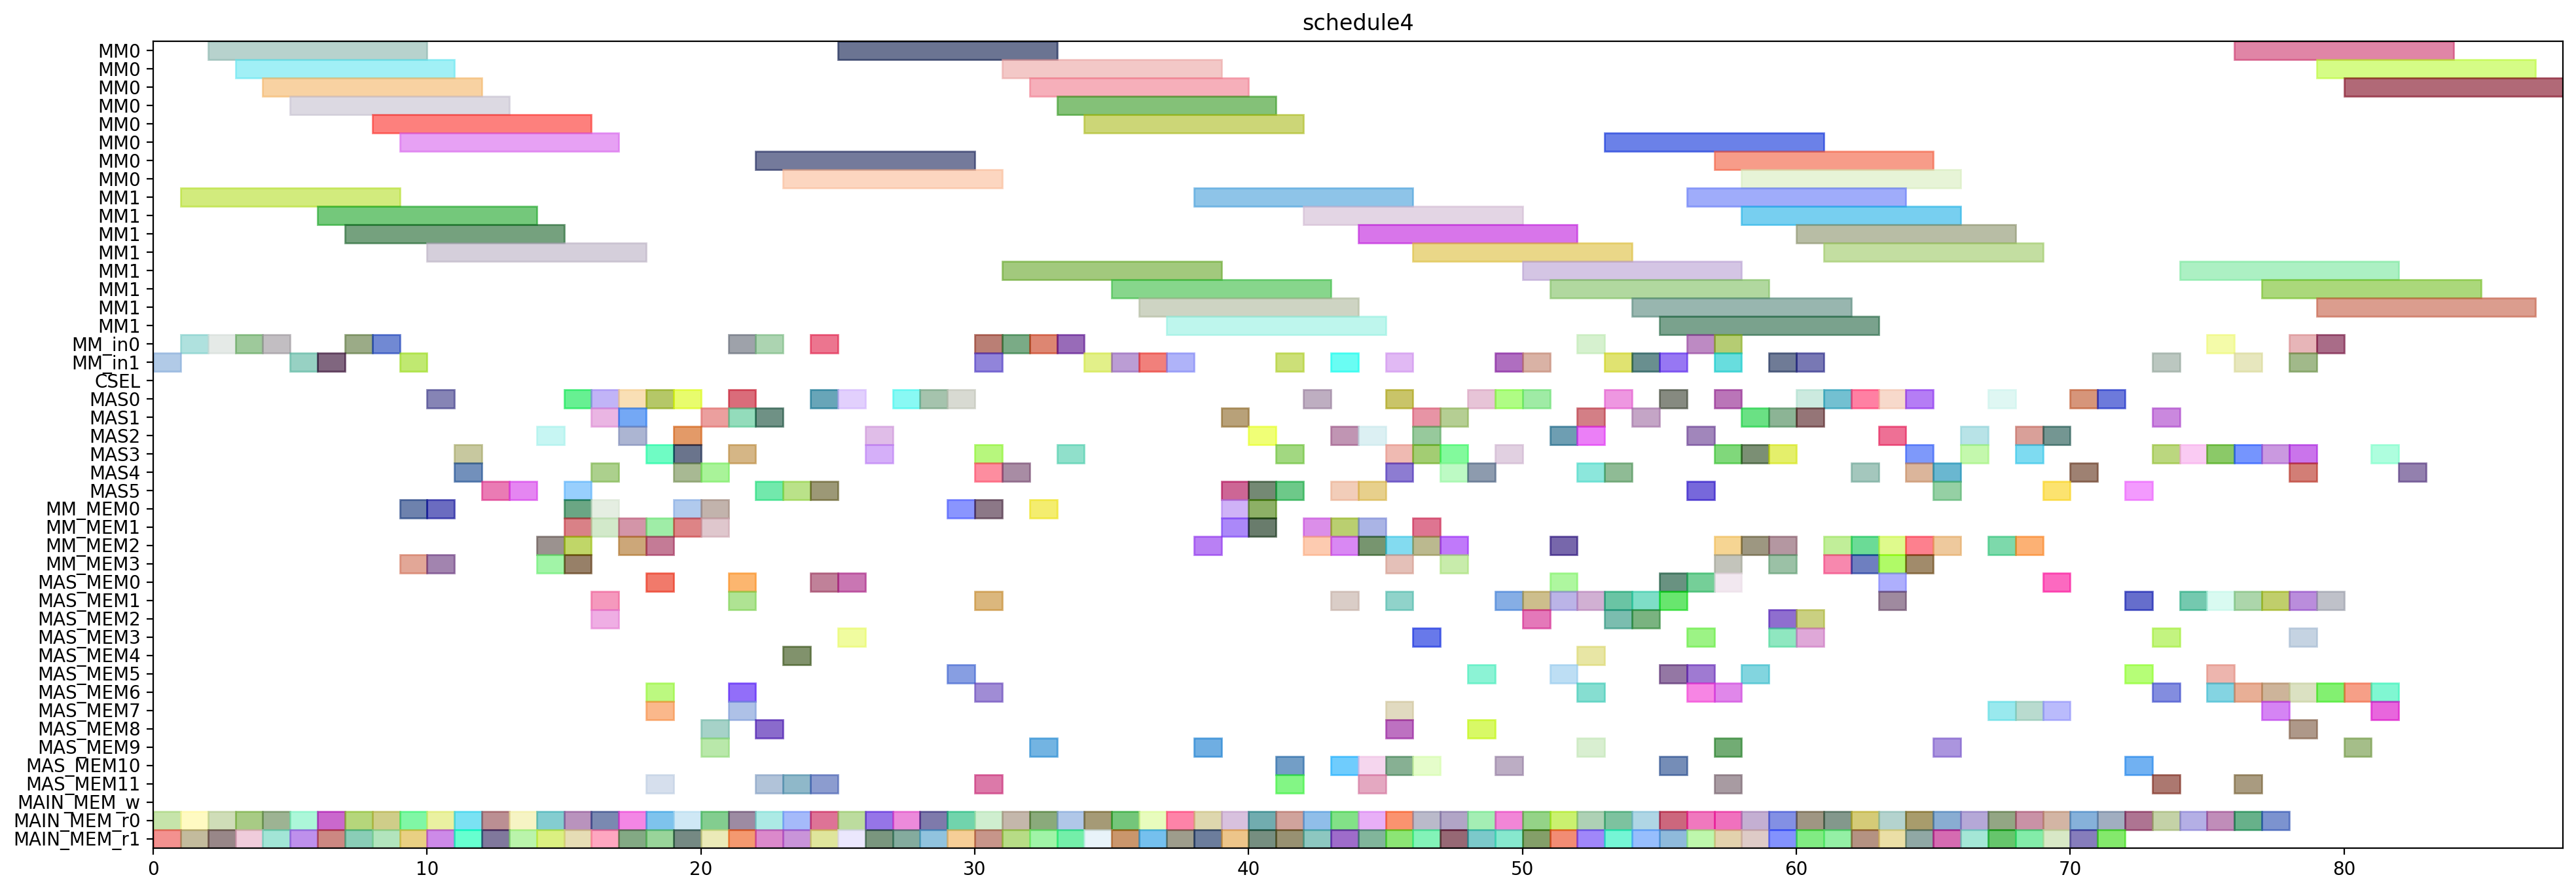 schedule4
MM0
MM0
MM0
MM0
MM0
MM0
MM0
MM0
MM1
MM1
MM1
MM1
MM1
MM1
MM1
MM1
MM_in0
MM_in1
CSEL
MAS0
MAS1
MAS2
MAS3
MAS4
MAS5
MM_MEM0
MM_MEM1
MM_MEM2
MM_MEM3
MAS_MEM0
MAS_MEM1
MAS_MEM2
MAS_MEM3
MAS_MEM4
MAS_MEM5
MAS_MEM6
MAS_MEM7
MAS_MEM8
MAS_MEM9
MAS_MEM10
MAS_MEM11
MAIN_MEM_w
MAIN_MEM_r0
MAIN_MEM_r1
0 10 20 30 40 50 60 70 80